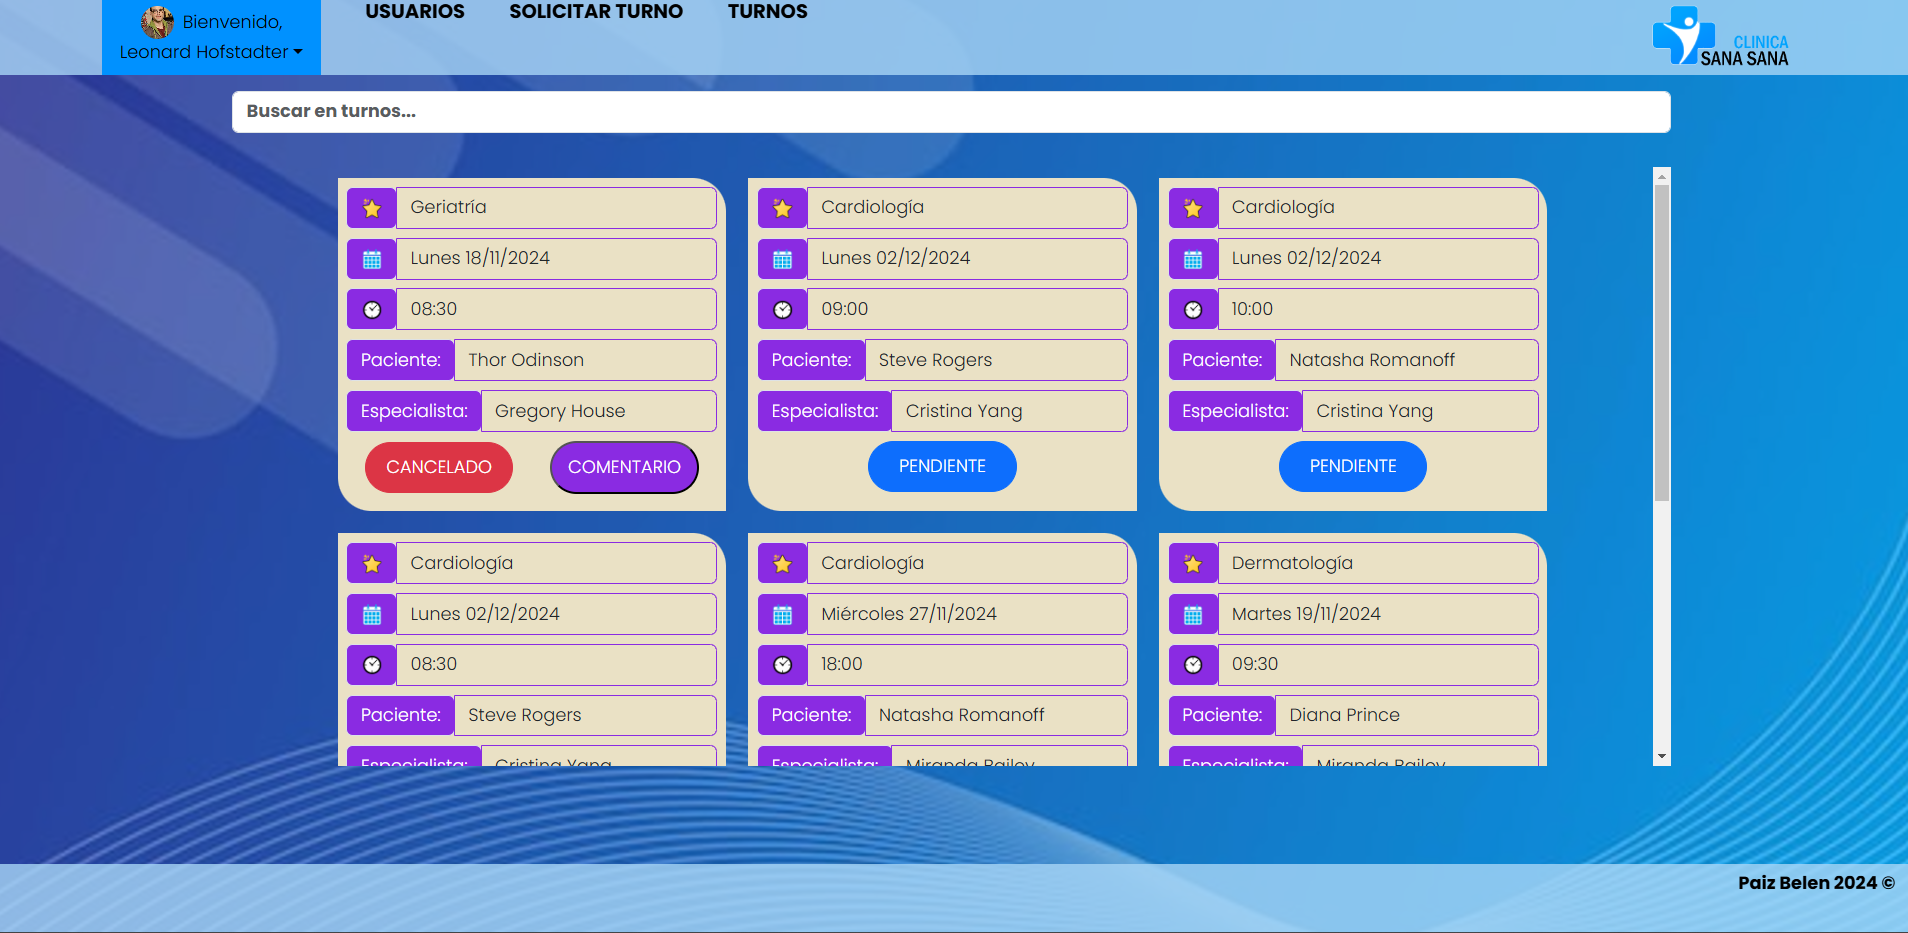 Bienvenido,
Leonard Hofstadter
USUARIOS
SOLICITAR TURNO
TURNOS
CLINICA
SANA SANA
Buscar en turnos...
Geriatría
Lunes 18/11/2024
08:30
Paciente: Thor Odinson
Especialista: Gregory House
CANCELADO
COMENTARIO
Cardiología
Lunes 02/12/2024
09:00
Paciente: Steve Rogers
Especialista: Cristina Yang
PENDIENTE
Cardiología
Lunes 02/12/2024
10:00
Paciente: Natasha Romanoff
Especialista: Cristina Yang
PENDIENTE
Cardiología
Lunes 02/12/2024
08:30
Paciente: Steve Rogers
Especialista: Cristina Yang
Cardiología
Miércoles 27/11/2024
18:00
Paciente: Natasha Romanoff
Especialista: Miranda Bailey
Dermatología
Martes 19/11/2024
09:30
Paciente: Diana Prince
Especialista: Miranda Bailey
Paiz Belen 2024 ©